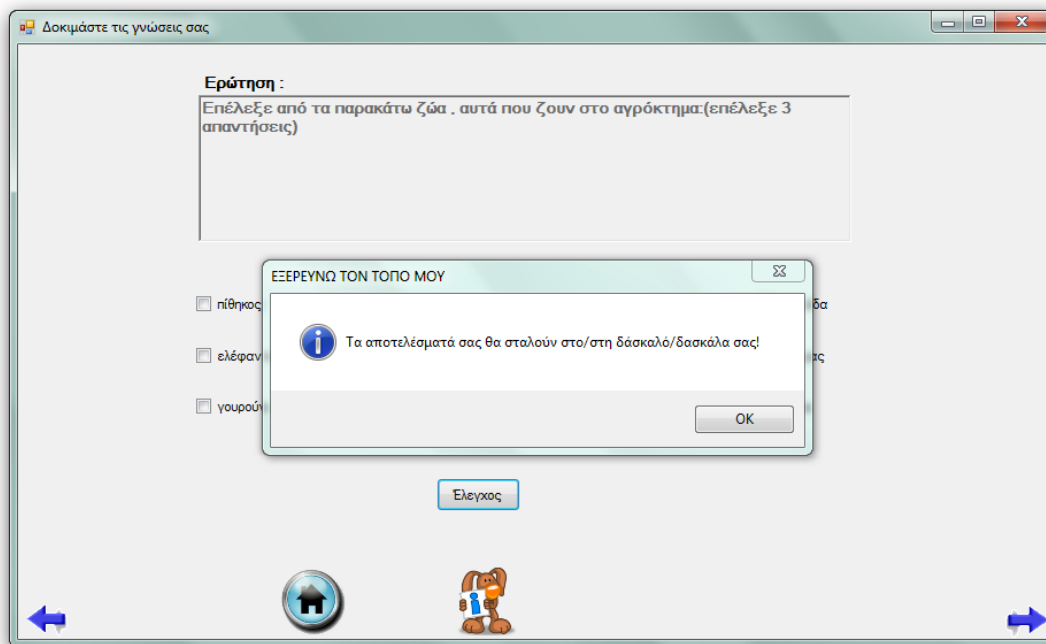 Δοκιμάστε τις γνώσεις σας
Ερώτηση :
Επέλεξε από τα παρακάτω ζώα , αυτά που ζουν στο αγρόκτημα:(επέλεξε 3
απαντήσεις)
ΕΞΕΡΕΥΝΩ ΤΟΝ ΤΟΠΟ ΜΟΥ
Τα αποτελέσματά σας θα σταλούν στο/στη δάσκαλό/δασκάλα σας!
OK
πίθηκος
Έλεγχος